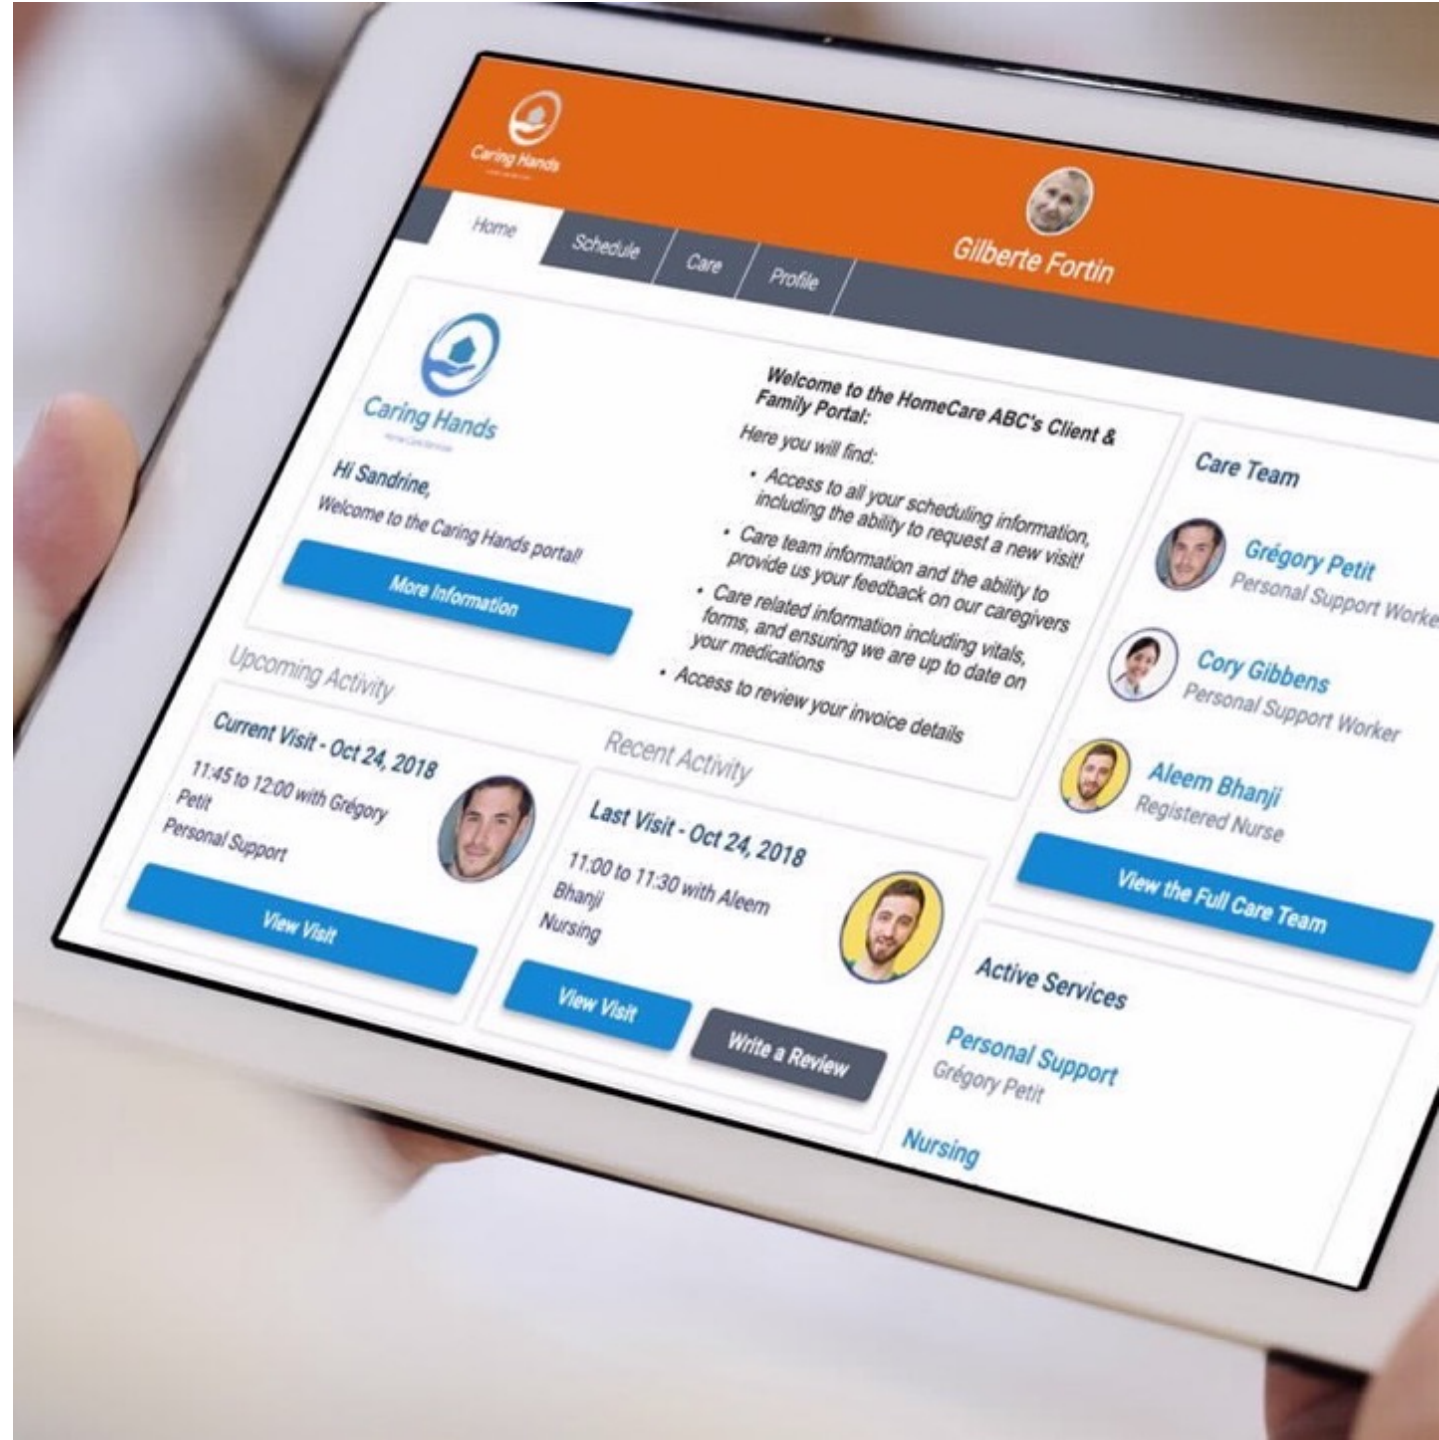 Caring Hands
Gilberte Fortin
Home
Schedule
Care
Profile
Caring Hands
Home Care Services
Hi Sandrine,
Welcome to the Caring Hands portal!
More Information
Welcome to the HomeCare ABC's Client &
Family Portal:
Here you will find:
• Access to all your scheduling information,
including the ability to request a new visit!
• Care team information and the ability to
provide us your feedback on our caregivers
• Care related information including vitals,
forms, and ensuring we are up to date on
your medications
• Access to review your invoice details
Upcoming Activity
Current Visit - Oct 24, 2018
11:45 to 12:00 with Grégory
Petit
Personal Support
View Visit
Recent Activity
Last Visit - Oct 24, 2018
11:00 to 11:30 with Aleem
Bhanji
Nursing
View Visit
Write a Review
Care Team
Grégory Petit
Personal Support Worke
Cory Gibbens
Personal Support Worker
Aleem Bhanji
Registered Nurse
View the Full Care Team
Active Services
Personal Support
Grégory Petit
Nursing